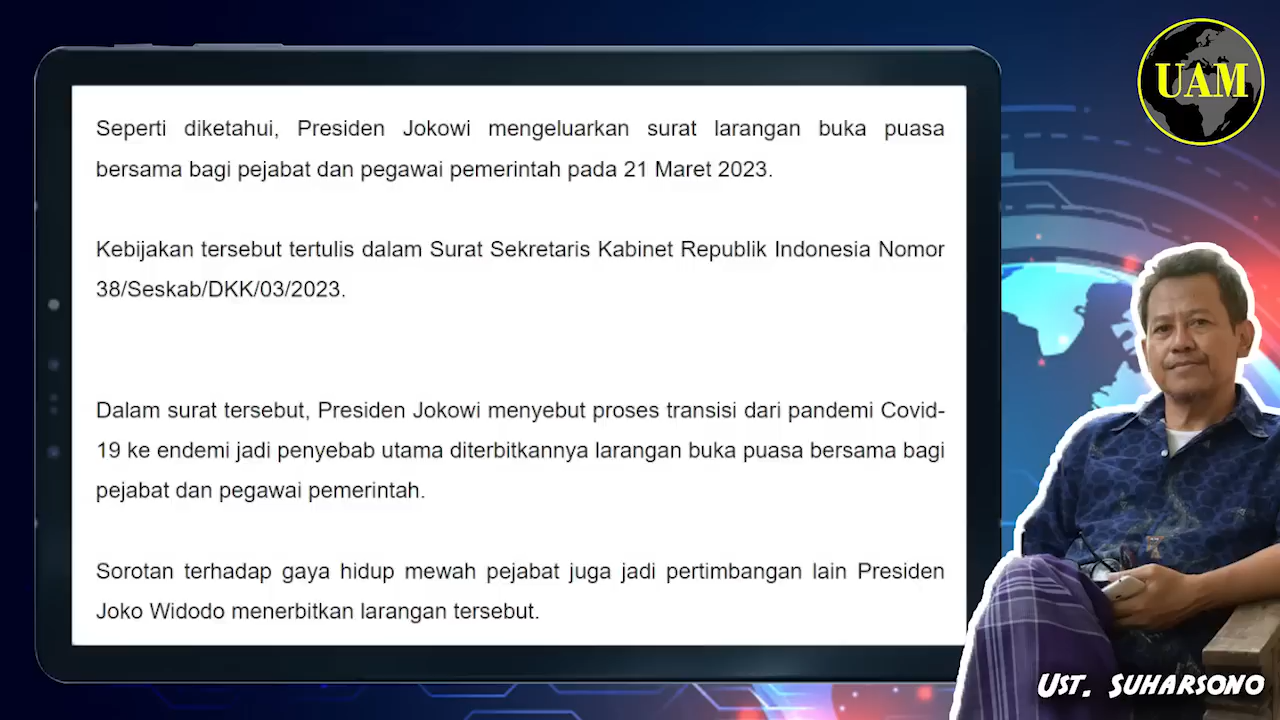 UAM
Seperti diketahui, Presiden Jokowi mengeluarkan surat larangan buka puasa
bersama bagi pejabat dan pegawai pemerintah pada 21 Maret 2023.
Kebijakan tersebut tertulis dalam Surat Sekretaris Kabinet Republik Indonesia Nomor
38/Seskab/DKK/03/2023.
Dalam surat tersebut, Presiden Jokowi menyebut proses transisi dari pandemi Covid-
19 ke endemi jadi penyebab utama diterbitkannya larangan buka puasa bersama bagi
pejabat dan pegawai pemerintah.
Sorotan terhadap gaya hidup mewah pejabat juga jadi pertimbangan lain Presiden
Joko Widodo menerbitkan larangan tersebut.
UST. SUHARSONO